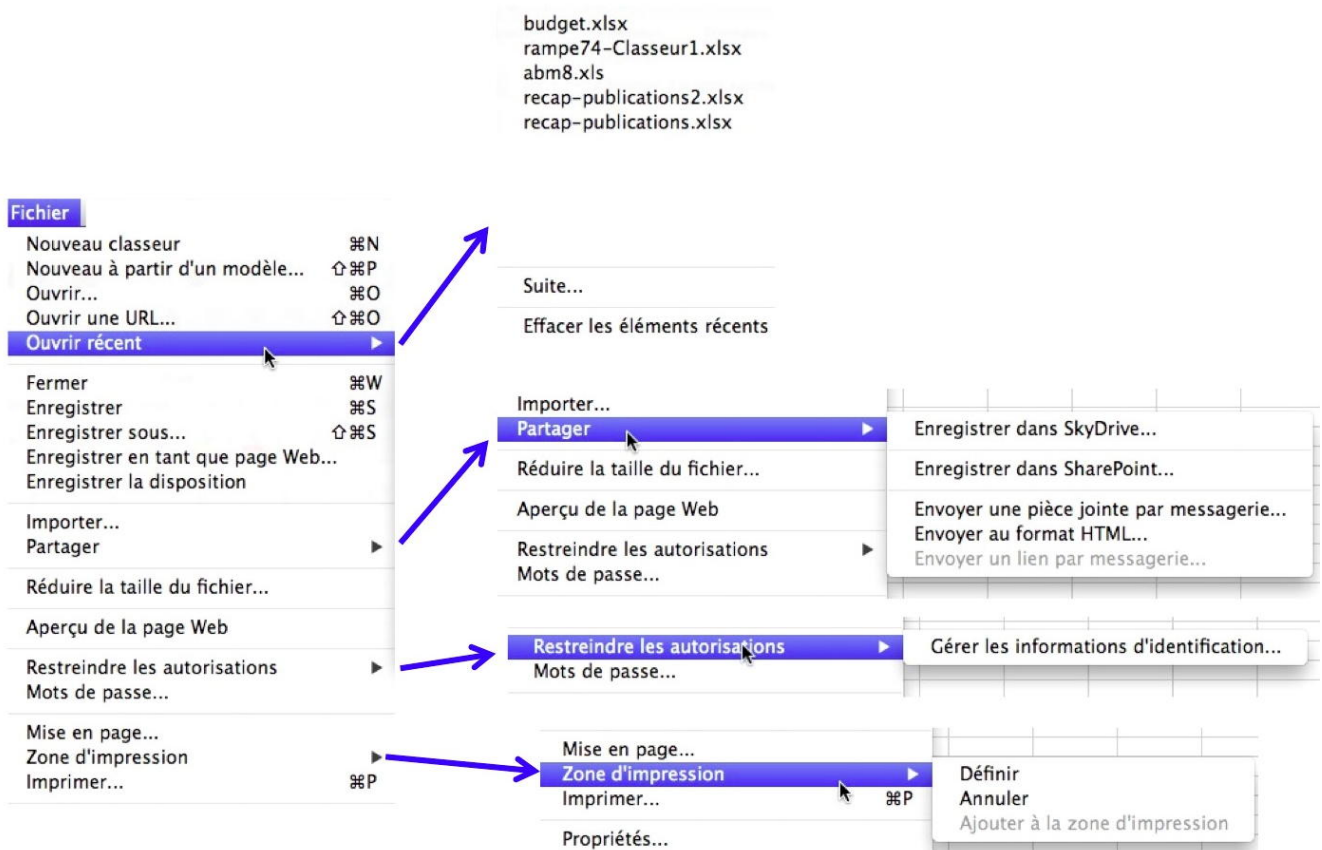 budget.xlsx
rampe74-Classeur1.xlsx
abm8.xls
recap-publications2.xlsx
recap-publications.xlsx
Suite...
Effacer les éléments récents
Fichier
Nouveau classeur ⌘N
Nouveau à partir d'un modèle... ⇧⌘P
Ouvrir... ⌘O
Ouvrir une URL... ⇧⌘O
Ouvrir récent
Fermer ⌘W
Enregistrer ⌘S
Enregistrer sous... ⇧⌘S
Enregistrer en tant que page Web...
Enregistrer la disposition
Importer...
Partager
Réduire la taille du fichier...
Aperçu de la page Web
Restreindre les autorisations
Mots de passe...
Mise en page...
Zone d'impression
Imprimer... ⌘P
Importer...
Partager
Réduire la taille du fichier...
Aperçu de la page Web
Restreindre les autorisations
Mots de passe...
Enregistrer dans SkyDrive...
Enregistrer dans SharePoint...
Envoyer une pièce jointe par messagerie...
Envoyer au format HTML...
Envoyer un lien par messagerie...
Restreindre les autorisations
Mots de passe...
Gérer les informations d'identification...
Mise en page...
Zone d'impression
Imprimer... ⌘P
Propriétés...
Définir
Annuler
Ajouter à la zone d'impression